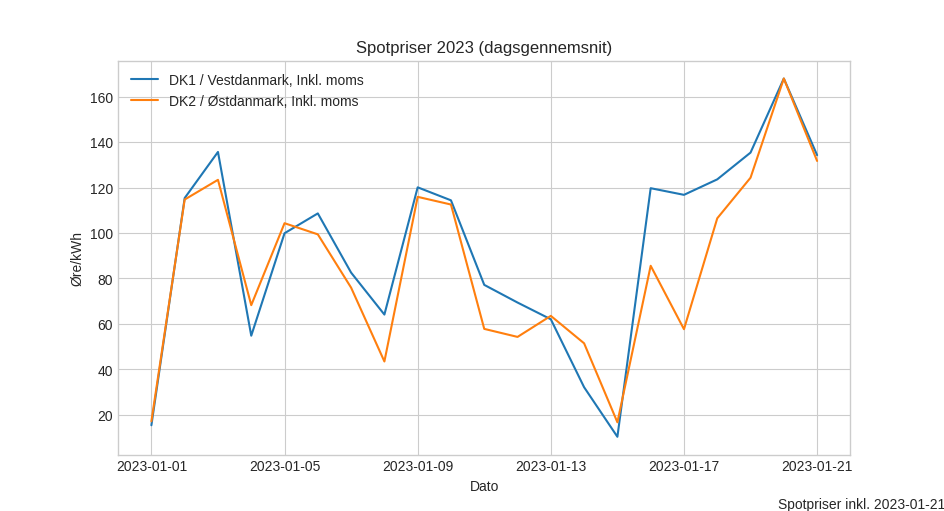 Spotpriser 2023 (dagsgennemsnit)
DK1 / Vestdanmark, Inkl. moms
DK2 / Østdanmark, Inkl. moms
160
140
120
100
80
60
40
20
Øre/kWh
2023-01-01 2023-01-05 2023-01-09 2023-01-13 2023-01-17 2023-01-21
Dato
Spotpriser inkl. 2023-01-21